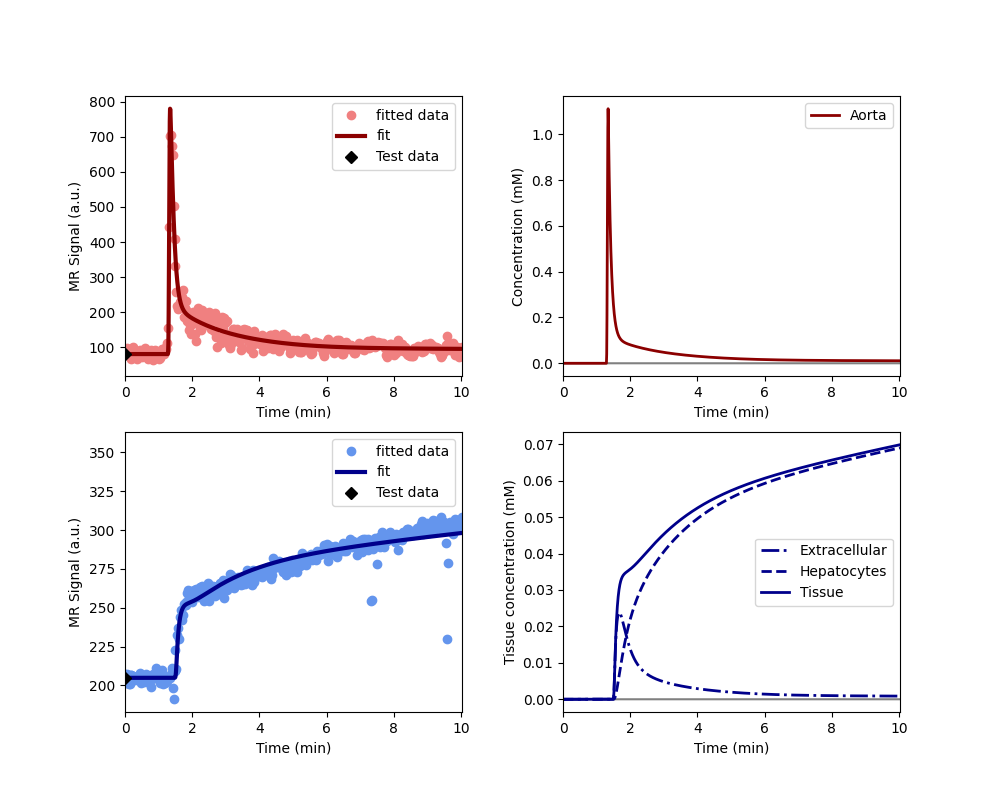 800
700
600
500
400
300
200
100
MR Signal (a.u.)
0 2 4 6 8 10
Time (min)
fitted data
fit
Test data
1.0
0.8
0.6
0.4
0.2
0.0
Concentration (mM)
0 2 4 6 8 10
Time (min)
Aorta
350
325
300
275
250
225
200
MR Signal (a.u.)
0 2 4 6 8 10
Time (min)
fitted data
fit
Test data
0.07
0.06
0.05
0.04
0.03
0.02
0.01
0.00
Tissue concentration (mM)
0 2 4 6 8 10
Time (min)
Extracellular
Hepatocytes
Tissue